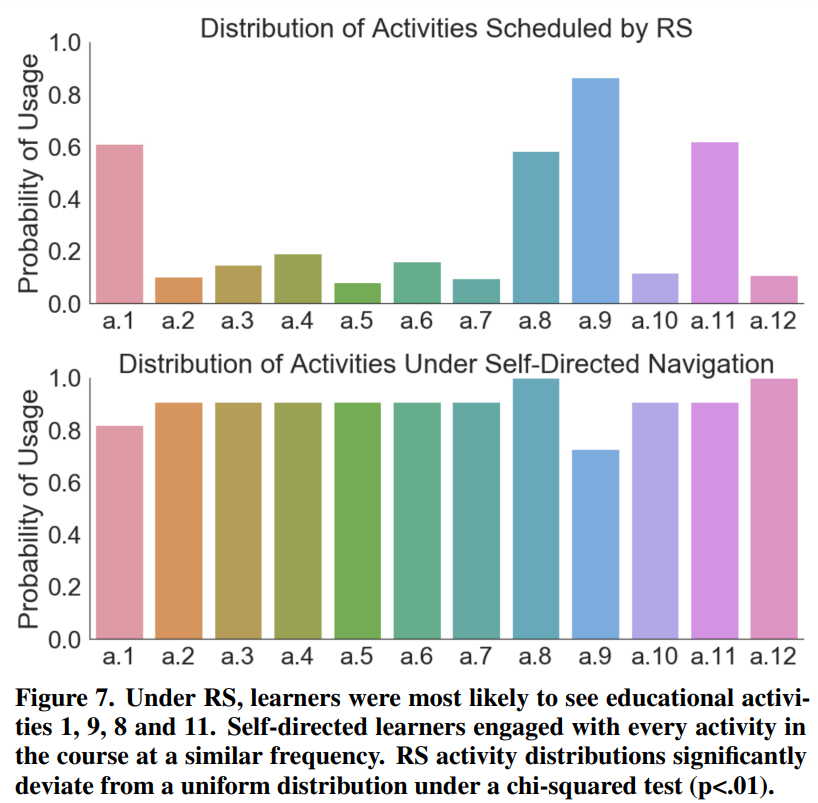 Distribution of Activities Scheduled by RS
Probability of Usage
1.0
0.8
0.6
0.4
0.2
0.0
a.1 a.2 a.3 a.4 a.5 a.6 a.7 a.8 a.9 a.10 a.11 a.12
Distribution of Activities Under Self-Directed Navigation
Probability of Usage
1.0
0.8
0.6
0.4
0.2
0.0
a.1 a.2 a.3 a.4 a.5 a.6 a.7 a.8 a.9 a.10 a.11 a.12
Figure 7. Under RS, learners were most likely to see educational activi-
ties 1, 9, 8 and 11. Self-directed learners engaged with every activity in
the course at a similar frequency. RS activity distributions significantly
deviate from a uniform distribution under a chi-squared test (p<.01).